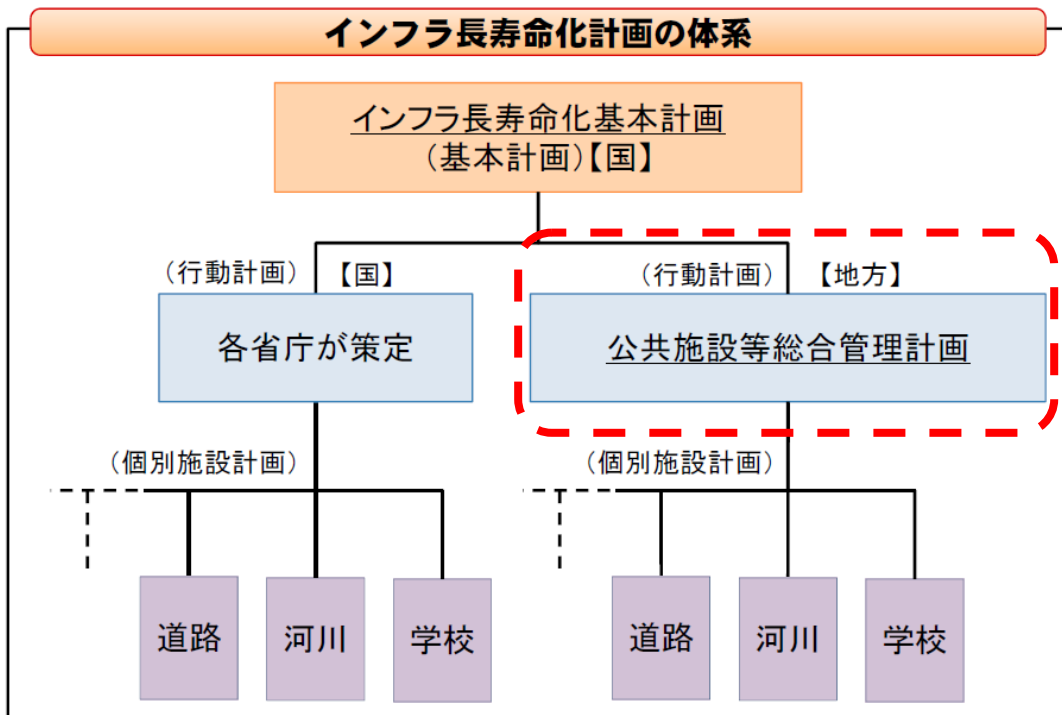 インフラ長寿命化計画の体系
インフラ長寿命化基本計画
(基本計画)【国】
(行動計画) 【国】
各省庁が策定
(行動計画) 【地方】
公共施設等総合管理計画
(個別施設計画)
(個別施設計画)
道路
河川
学校
道路
河川
学校